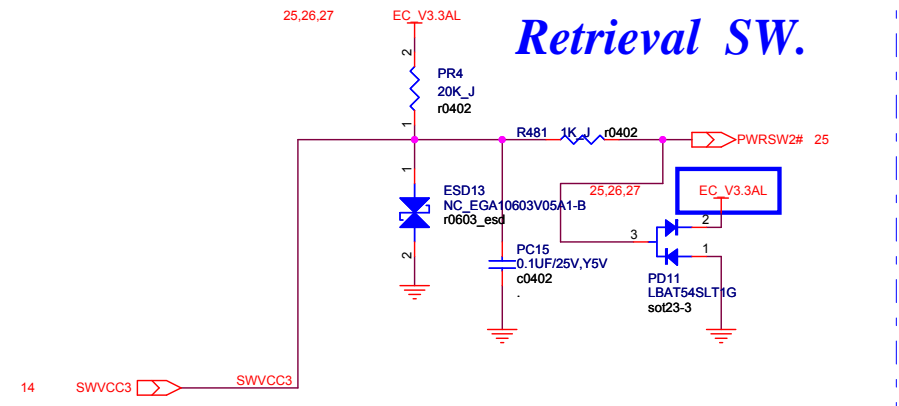 25,26,27 EC_V3.3AL
Retrieval SW.
2
PR4
20K_J
r0402
1
R481 1K_J r0402
PWRSW2# 25
1
ESD13
NC_EGA10603V05A1-B
r0603_esd
2
25,26,27 EC_V3.3AL
2
3
1
PC15
0.1UF/25V,Y5V
c0402
.
PD11
LBAT54SLT1G
sot23-3
14 SWVCC3 SWVCC3